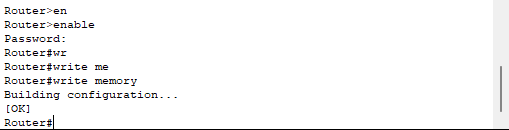 Router>en
Router>enable
Password:
Router#wr
Router#write me
Router#write memory
Building configuration...
[OK]
Router#